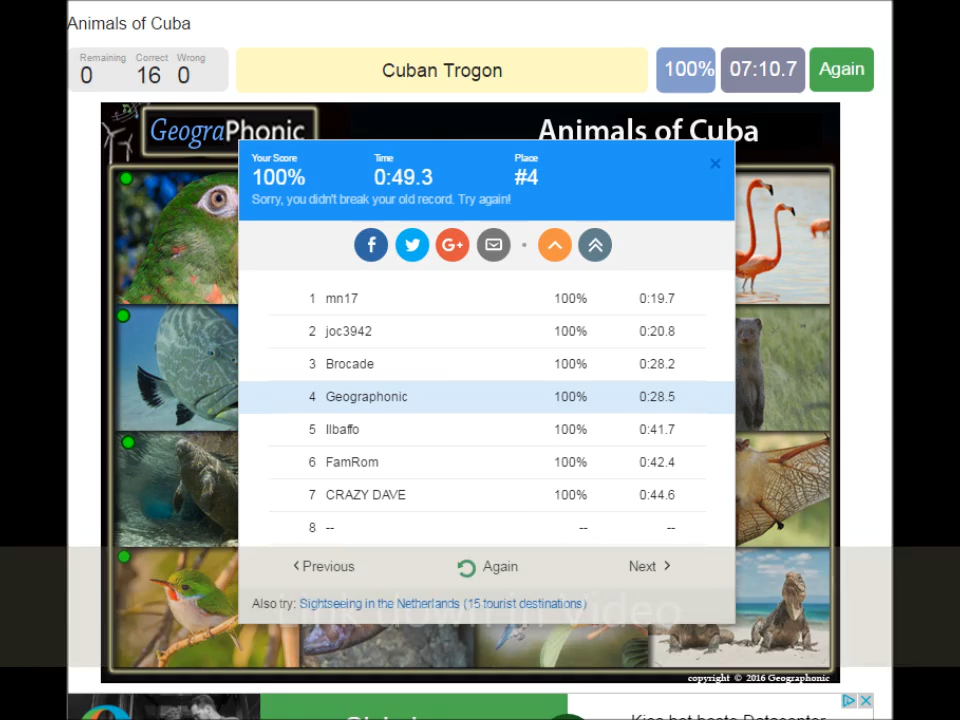 Animals of Cuba
Remaining Correct Wrong
0 16 0
Cuban Trogon
100%
07:10.7
Again
GeograPhonic
Animals of Cuba
Your Score Time Place
100% 0:49.3 #4
Sorry, you didn't break your old record. Try again!
f G+
1 mn17 100% 0:19.7
2 joc3942 100% 0:20.8
3 Brocade 100% 0:28.2
4 Geographonic 100% 0:28.5
5 Ilbaffo 100% 0:41.7
6 FamRom 100% 0:42.4
7 CRAZY DAVE 100% 0:44.6
8 -- -- --
Previous Again Next
Also try: Sightseeing in the Netherlands (15 tourist destinations)
Link down in Video
copyright © 2016 Geographonic